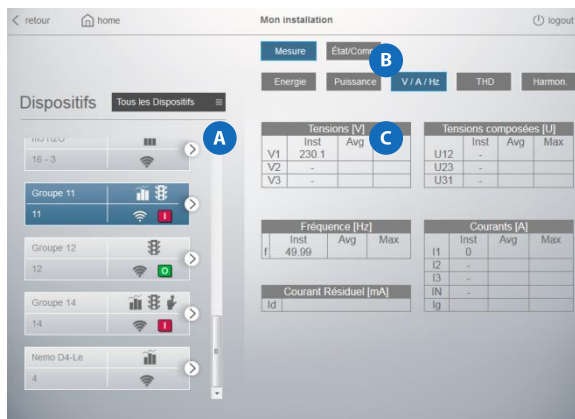 retour home Mon installation logout
Mesure État/Com
B
Energie Puissance V / A / Hz THD Harmon.
Dispositifs Tous les Dispositifs
A
C
16 - 3
Groupe 11
11 I
Groupe 12
12 O
Groupe 14
14 I
Nemo D4-Le
4
Tensions [V]
Inst Avg
V1 230.1
V2 -
V3 -
Tensions composées [U]
Inst Avg Max
U12 -
U23 -
U31 -
Fréquence [Hz]
Inst Avg Max
f 49.99
Courants [A]
Inst Avg Max
I1 0
I2 -
I3 -
IN -
Ig
Courant Résiduel [mA]
Id